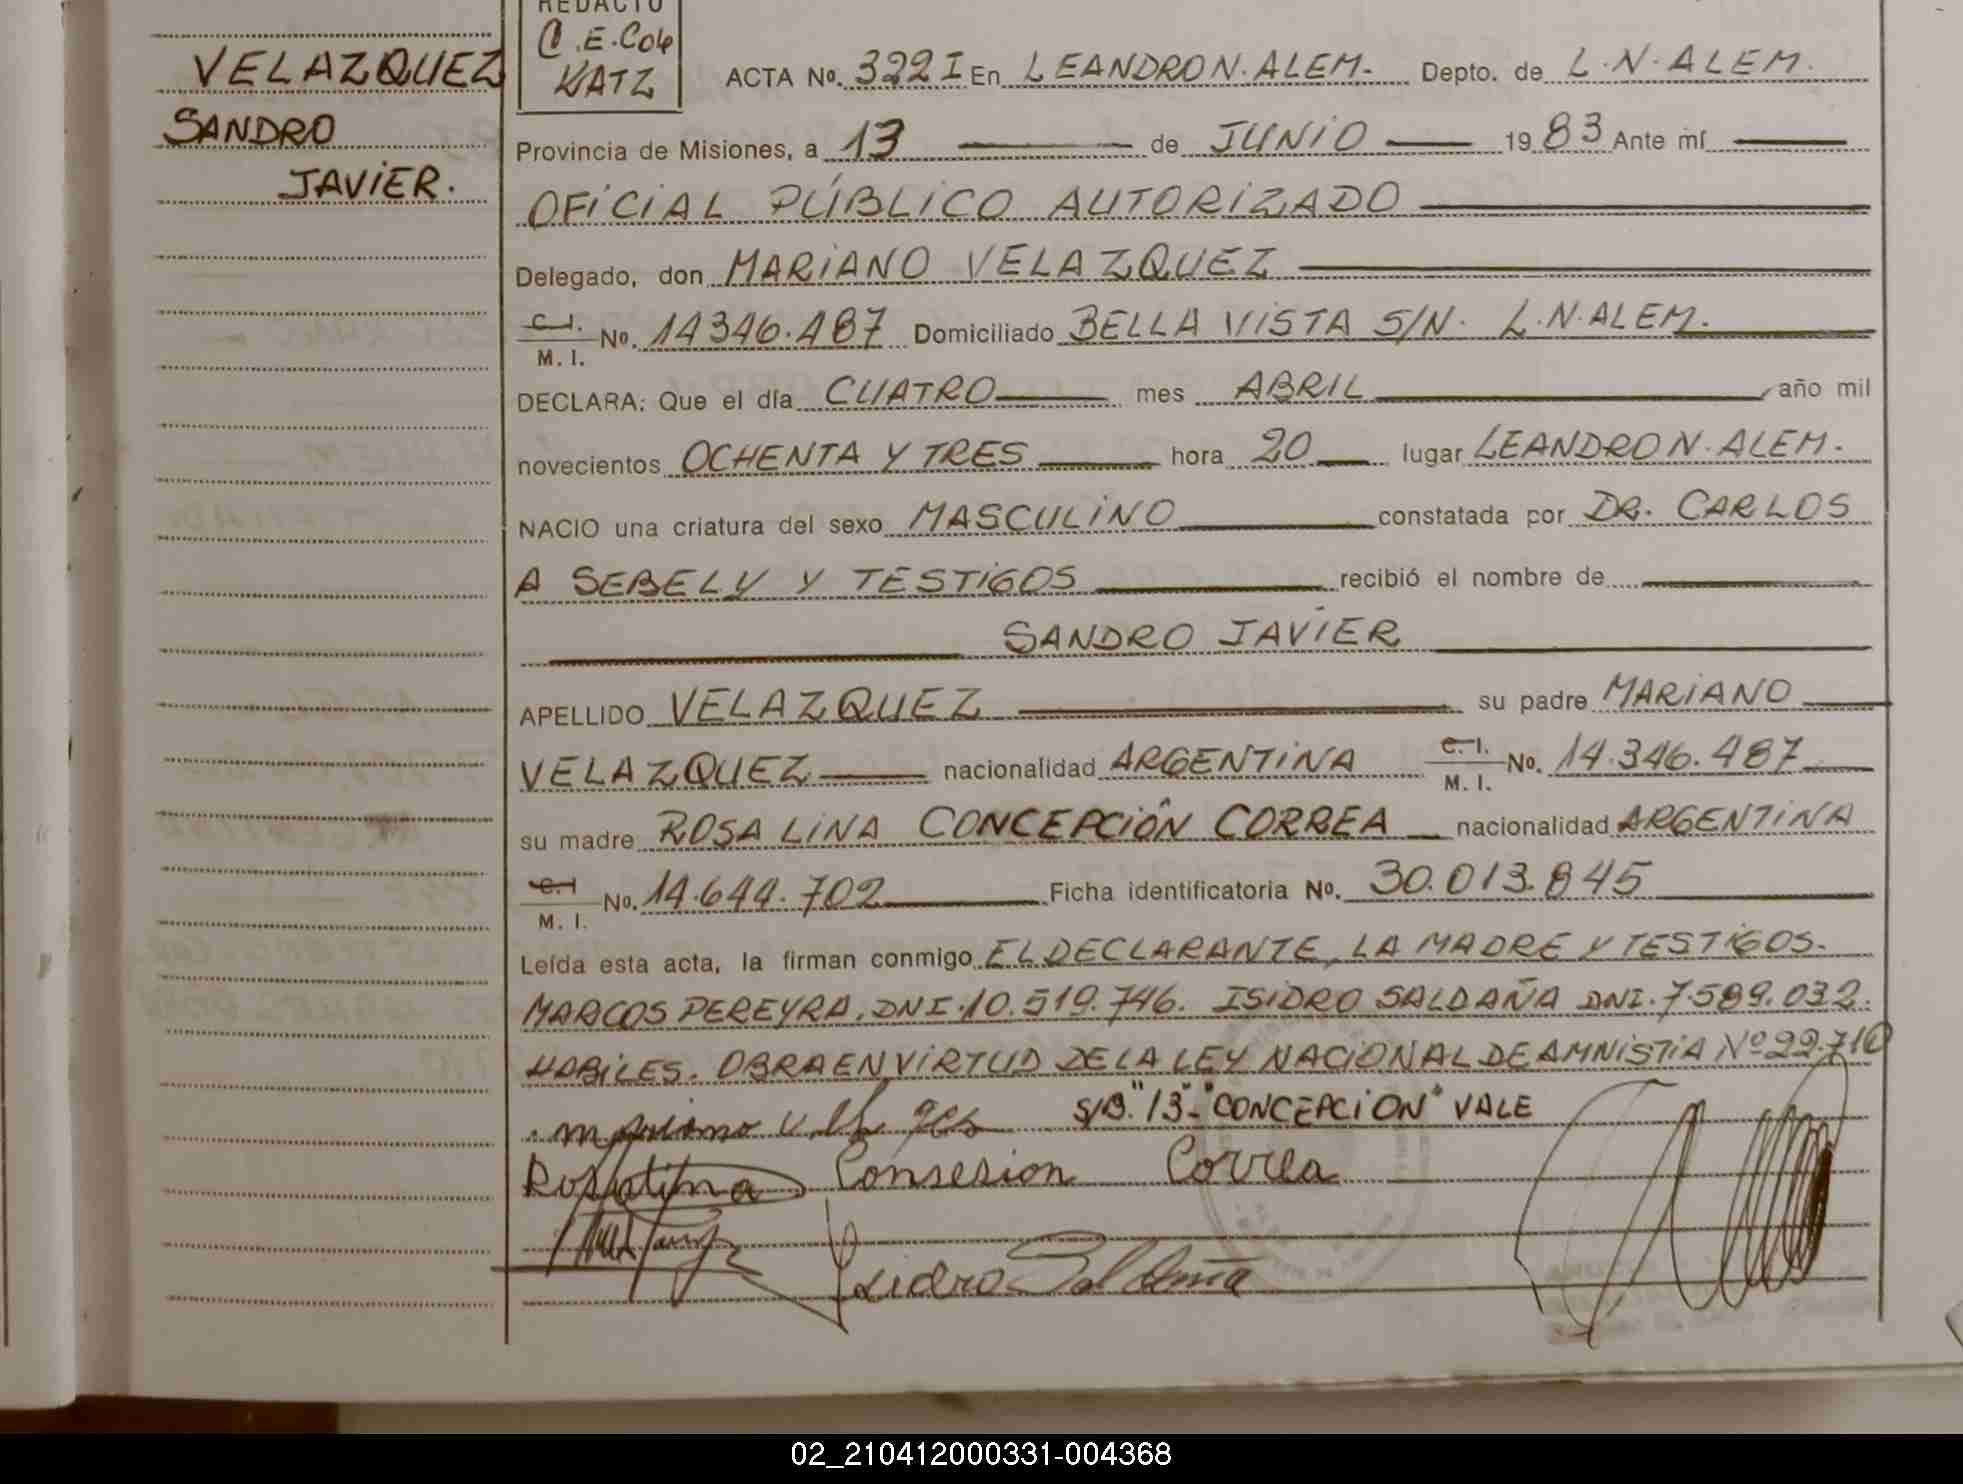 REDACTO
C.E.Cole
KATZ
VELAZQUEZ
SANDRO
JAVIER.
ACTA No. 322 I En LEANDRO N. ALEM. Depto. de L.N.ALEM.
Provincia de Misiones, a 13 de JUNIO 1983 Ante mí
OFICIAL PÚBLICO AUTORIZADO
Delegado, don MARIANO VELAZQUEZ
C.I. M.I. No. 14346.487 Domiciliado BELLA VISTA S/N. L.N.ALEM.
DECLARA: Que el día CUATRO mes ABRIL, año mil
novecientos OCHENTA Y TRES hora 20 lugar LEANDRO N. ALEM.
NACIO una criatura del sexo MASCULINO constatada por DR. CARLOS
A SEBELY Y TESTIGOS recibió el nombre de
SANDRO JAVIER
APELLIDO VELAZQUEZ su padre MARIANO
VELAZQUEZ nacionalidad ARGENTINA C.I. M.I. No. 14.346.487
su madre ROSALINA CONCEPCIÓN CORREA nacionalidad ARGENTINA
C.I. M.I. No. 14.644.702 Ficha identificatoria No. 30.013.845
Leída esta acta, la firman conmigo EL DECLARANTE, LA MADRE Y TESTIGOS.
MARCOS PEREYRA, DNI. 10.519.746. ISIDRO SALDAÑA DNI. 7.589.032.
HABILES. OBRA EN VIRTUD DE LA LEY NACIONAL DE AMNISTIA Nº 22.710
S/B. "13" - "CONCEPCION" VALE
Rosalina Consesion Correa
Isidro Saldaña
02_210412000331-004368